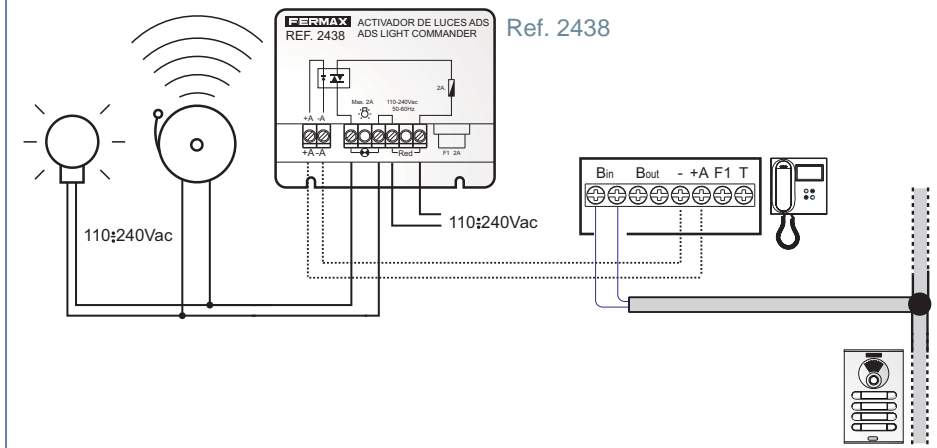 FERMAX ACTIVADOR DE LUCES ADS
REF. 2438 ADS LIGHT COMMANDER
Ref. 2438
2A.
Max. 2A
110-240Vac
50-60Hz
+A -A
+A -A
Red
F1 2A
110÷240Vac
110÷240Vac
Bin Bout - +A F1 T